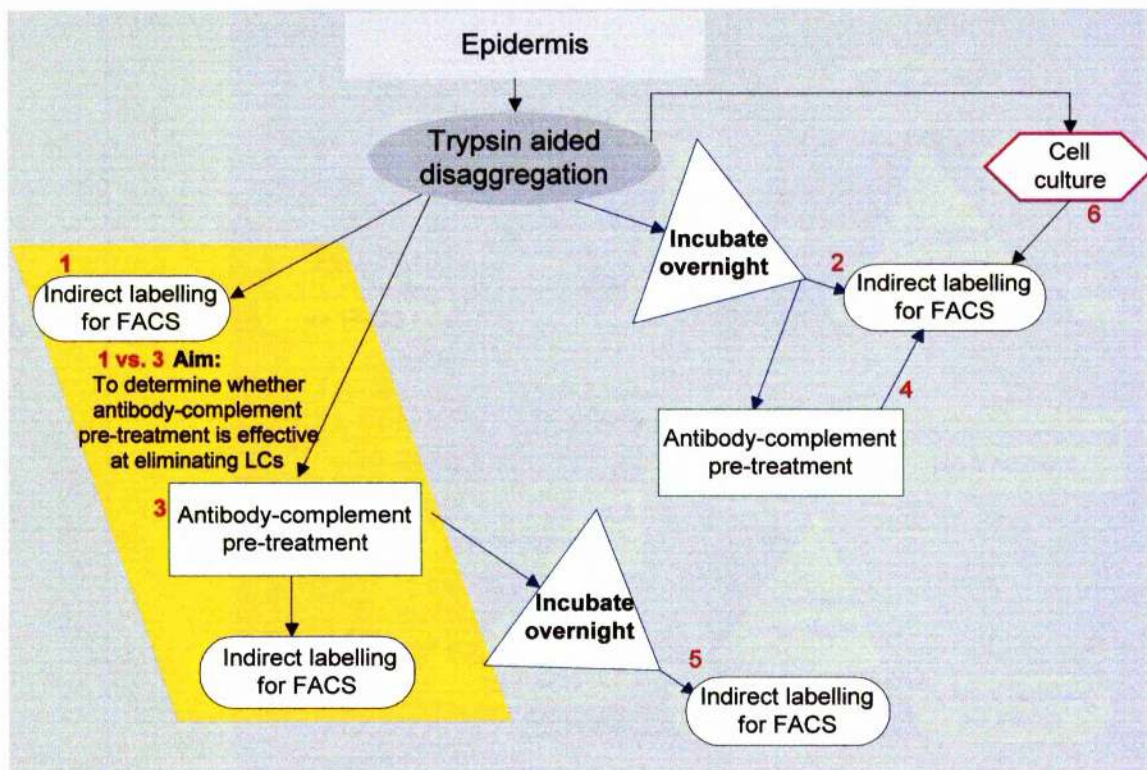 Epidermis
Trypsin aided
disaggregation
Cell
culture
6
Incubate
overnight
1
Indirect labelling
for FACS
2
Indirect labelling
for FACS
1 vs. 3 Aim:
To determine whether
antibody-complement
pre-treatment is effective
at eliminating LCs
4
Antibody-complement
pre-treatment
3
Antibody-complement
pre-treatment
Incubate
overnight
Indirect labelling
for FACS
5
Indirect labelling
for FACS